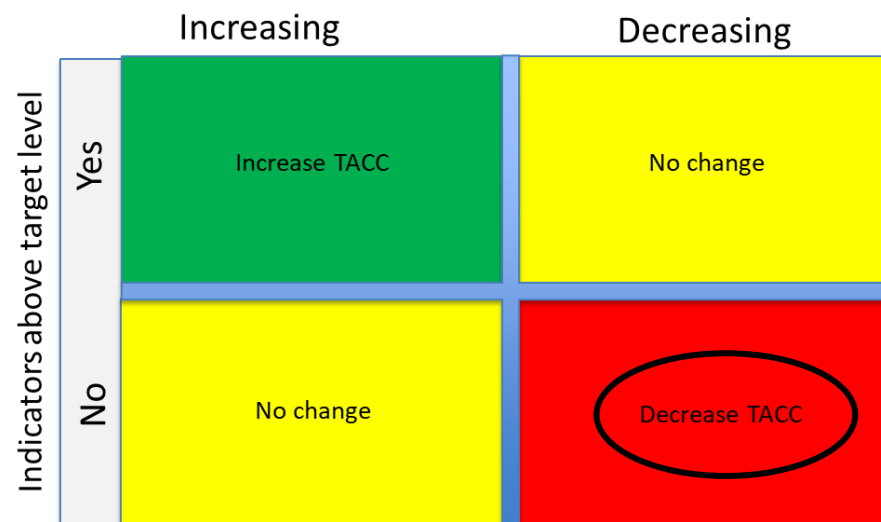 Increasing
Decreasing
Indicators above target level
Yes
Increase TACC
No change
No
No change
Decrease TACC